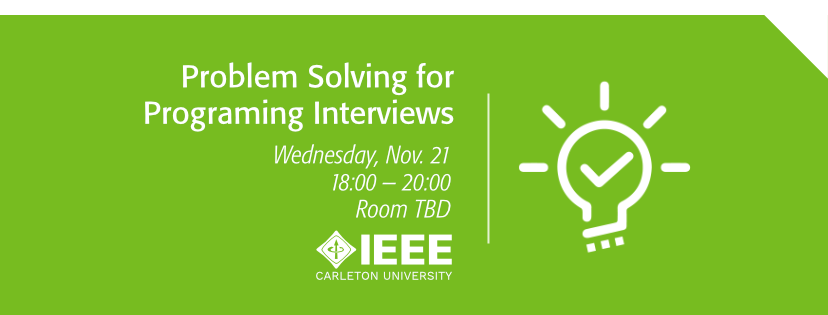 Problem Solving for
Programing Interviews
Wednesday, Nov. 21
18:00 – 20:00
Room TBD
IEEE
CARLETON UNIVERSITY